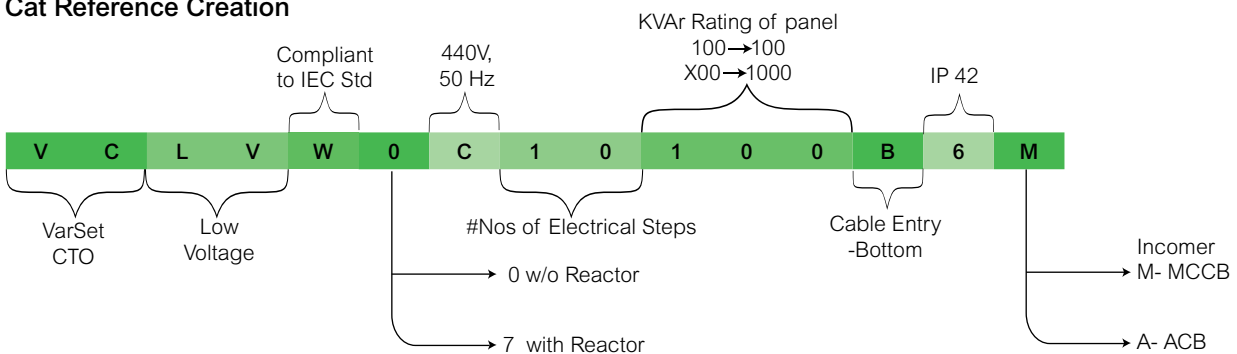 Cat Reference Creation
KVAr Rating of panel
100→100
X00→1000
Compliant
to IEC Std
440V,
50 Hz
IP 42
V C L V W 0 C 1 0 1 0 0 B 6 M
VarSet
CTO
Low
Voltage
#Nos of Electrical Steps
Cable Entry
-Bottom
0 w/o Reactor
7 with Reactor
Incomer
M- MCCB
A- ACB